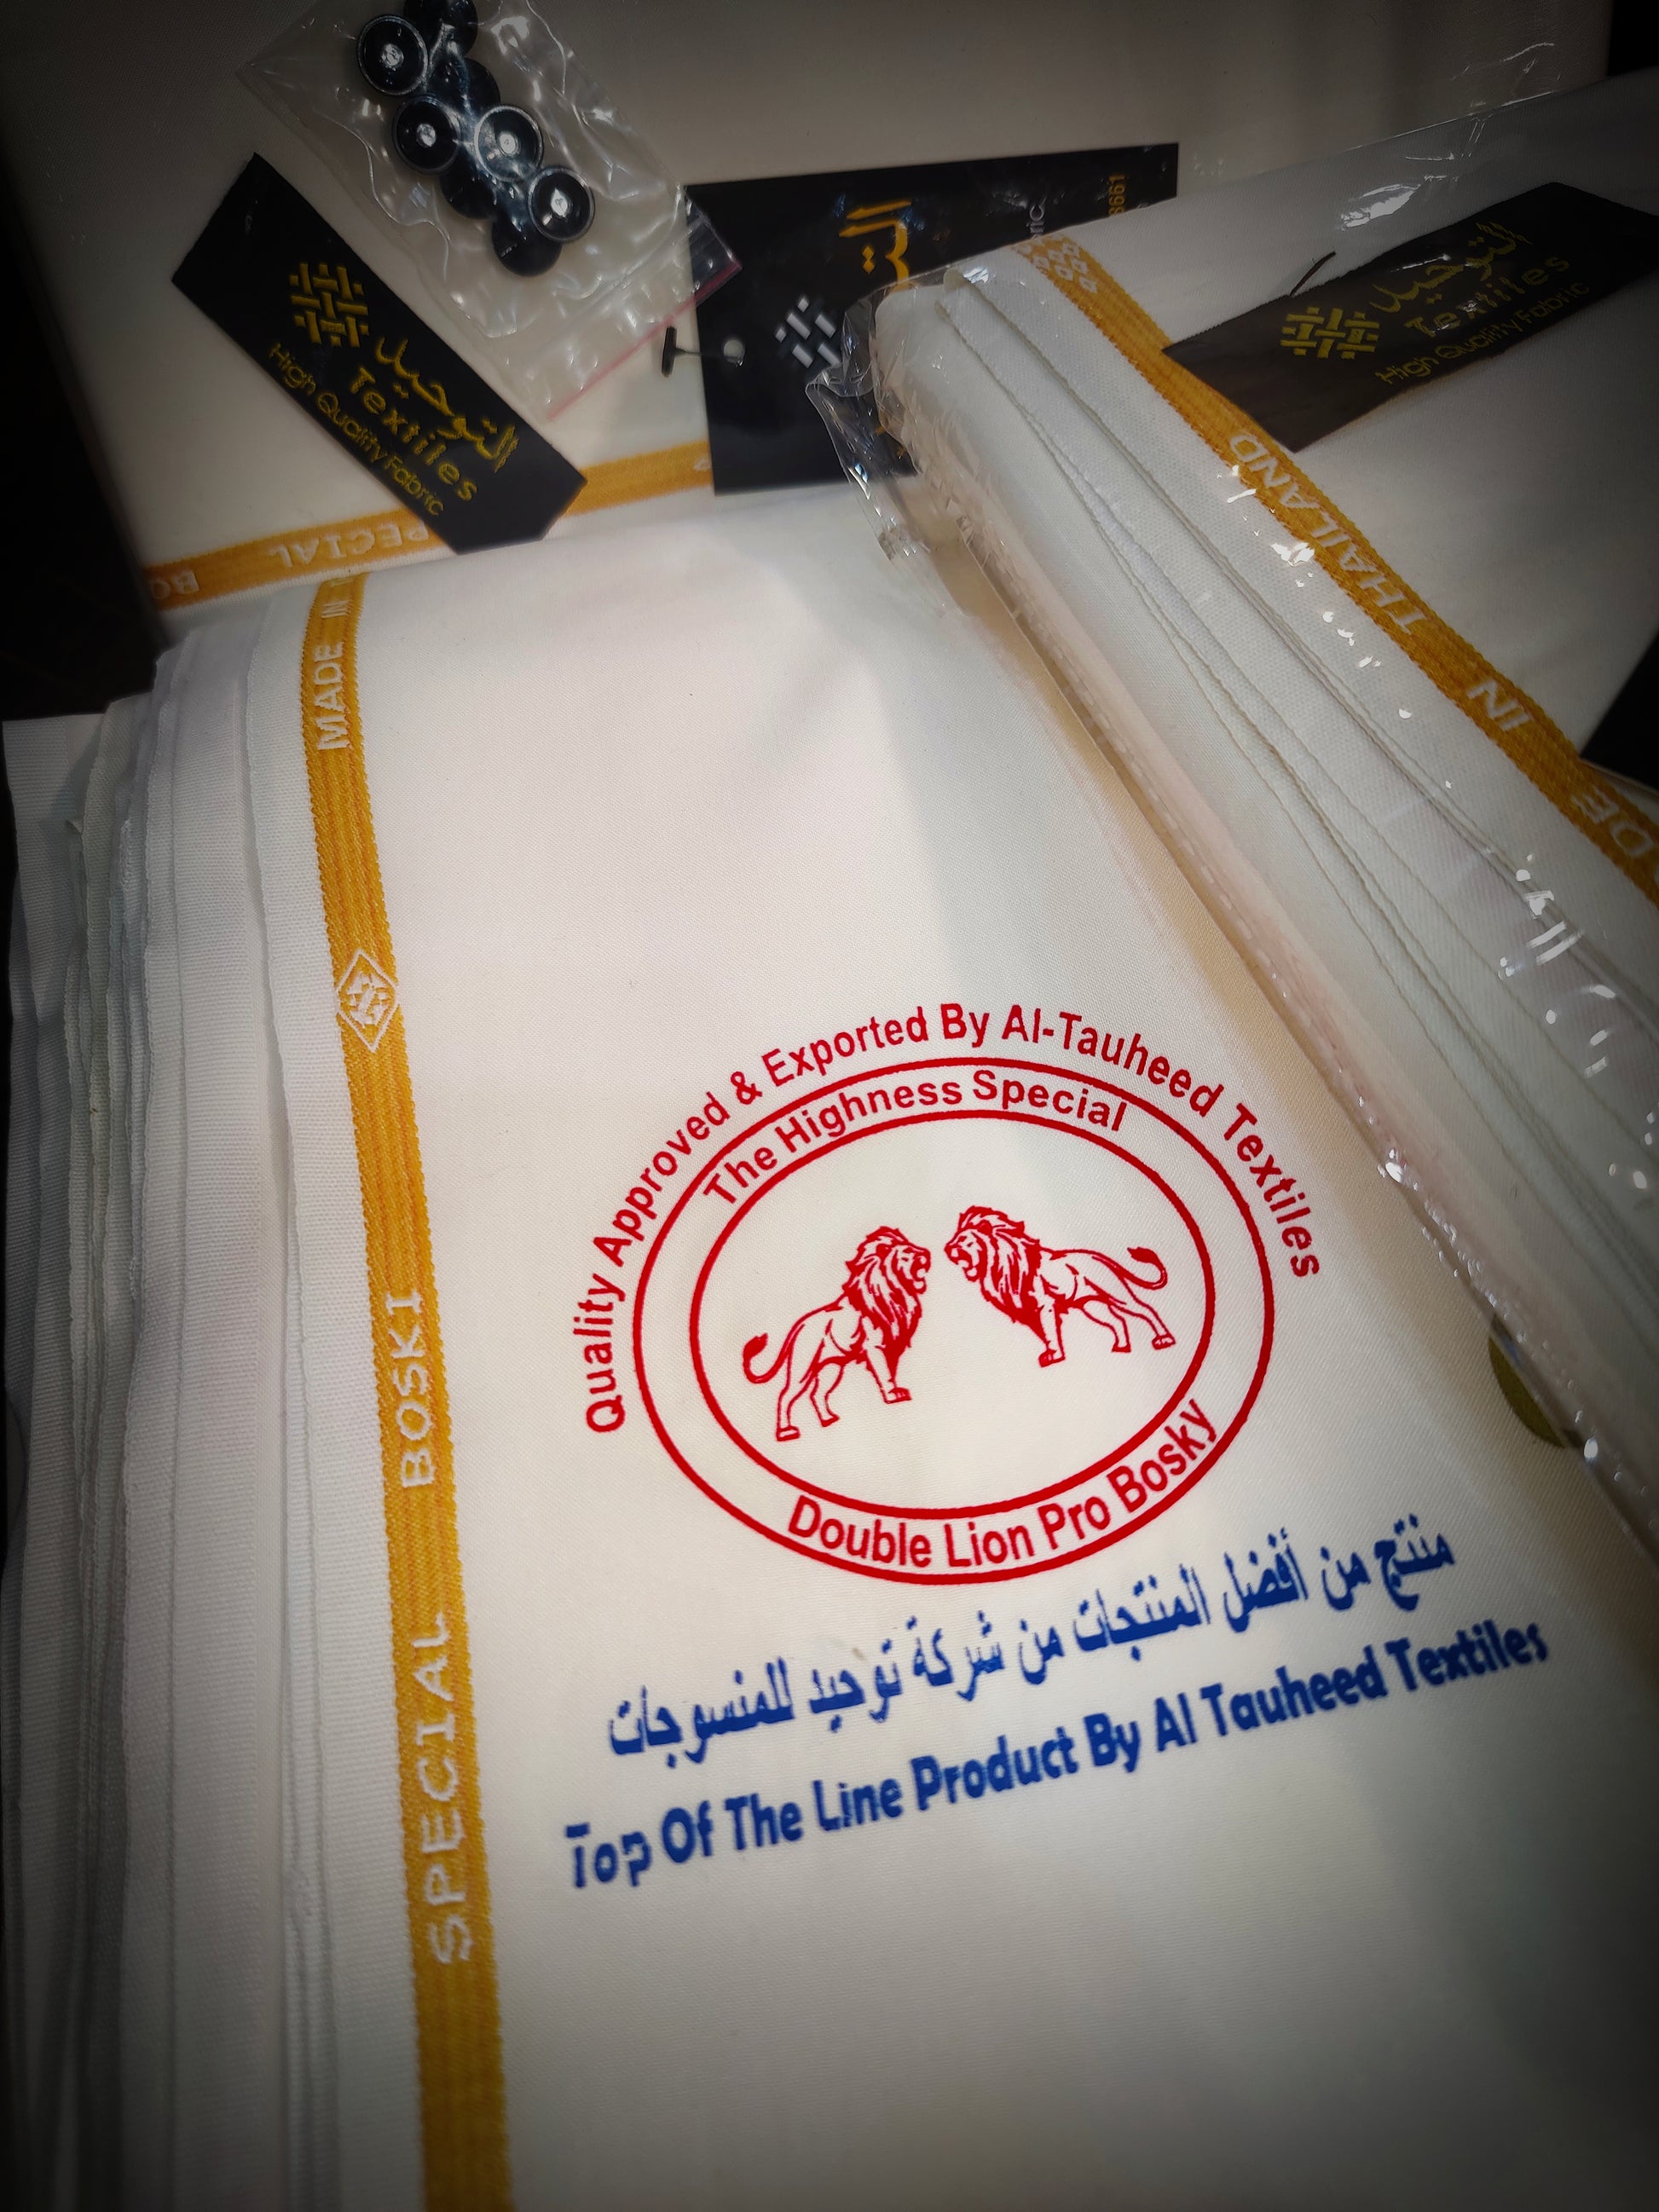 التوحيد
Textiles
High Quality Fabric
التوحيد
Textiles
High Quality Fabric
SPECIAL
MADE IN
BOSKI
SPECIAL
THAILAND
IN
Quality Approved & Exported By Al-Tauheed Textiles
The Highness Special
Double Lion Pro Bosky
منتج من أفضل المنتجات من شركة توحيد للمنسوجات
Top Of The Line Product By Al Tauheed Textiles